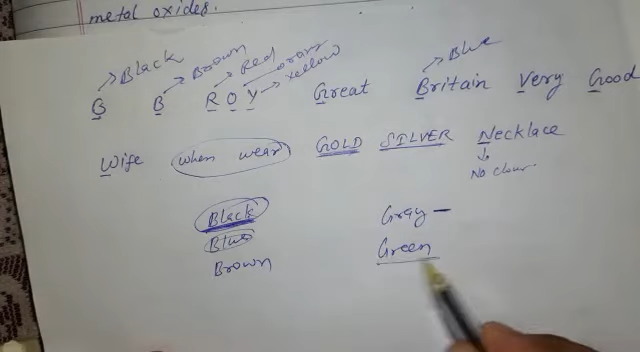 metal oxides.
Black Brown Red orang Yellow Blue
B B R O Y Great Britain Very Good
Wife when wear GOLD SILVER Necklace
No
Black Gray
Blue Green
Brown